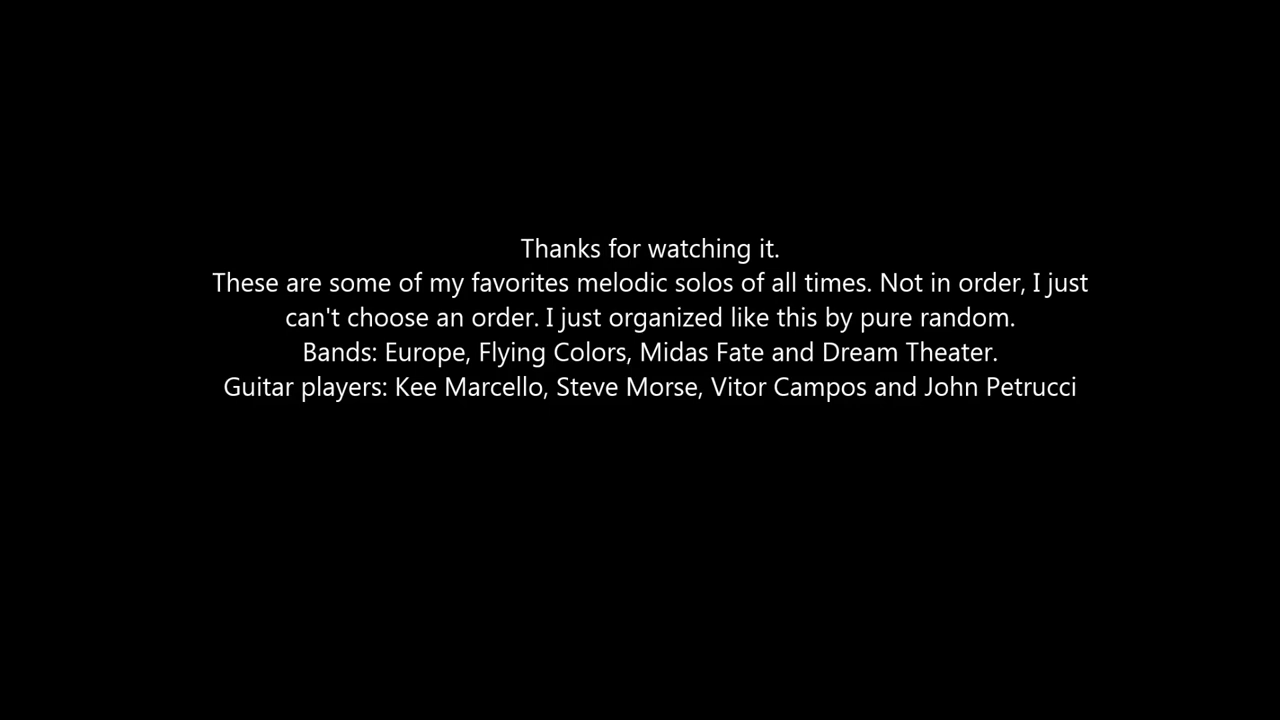 Thanks for watching it.
These are some of my favorites melodic solos of all times. Not in order, I just
can't choose an order. I just organized like this by pure random.
Bands: Europe, Flying Colors, Midas Fate and Dream Theater.
Guitar players: Kee Marcello, Steve Morse, Vitor Campos and John Petrucci